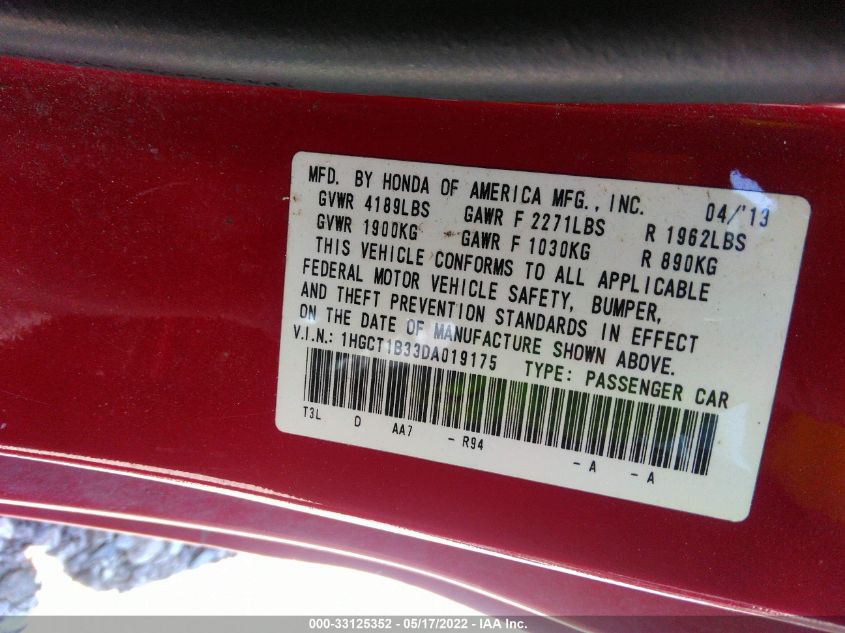 MFD. BY HONDA OF AMERICA MFG., INC. 04/'13
GVWR 4189LBS GAWR F 2271LBS R 1962LBS
GVWR 1900KG GAWR F 1030KG R 890KG
THIS VEHICLE CONFORMS TO ALL APPLICABLE
FEDERAL MOTOR VEHICLE SAFETY, BUMPER,
AND THEFT PREVENTION STANDARDS IN EFFECT
ON THE DATE OF MANUFACTURE SHOWN ABOVE.
V.I.N.: 1HGCT1B33DA019175 TYPE: PASSENGER CAR
T3L D AA7 - R94 - A - A
000-33125352 - 05/17/2022 - IAA Inc.